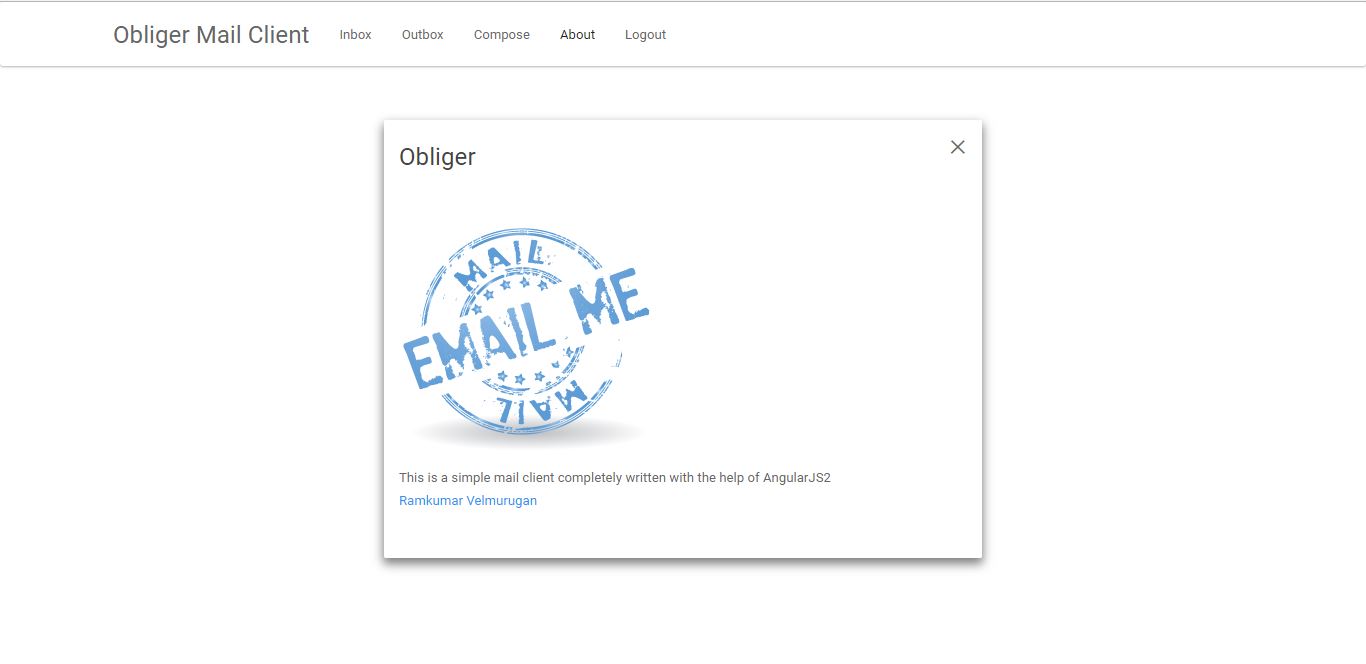 Obliger Mail Client Inbox Outbox Compose About Logout
Obliger
MAIL
EMAIL ME
MAIL
This is a simple mail client completely written with the help of AngularJS2
Ramkumar Velmurugan